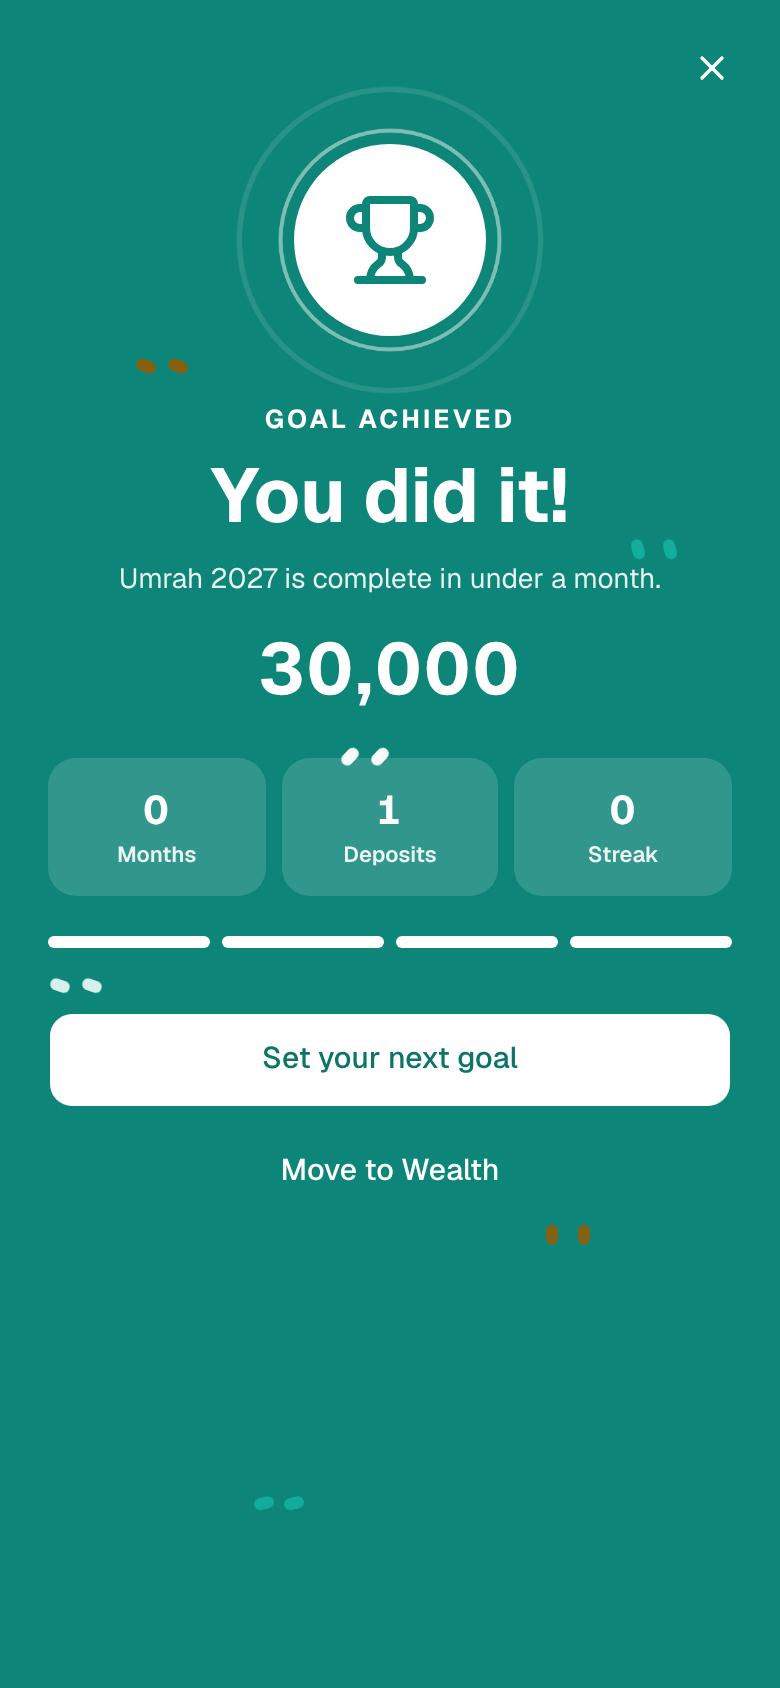 GOAL ACHIEVED
You did it!
Umrah 2027 is complete in under a month.
30,000
0
Months
1
Deposits
0
Streak
Set your next goal
Move to Wealth